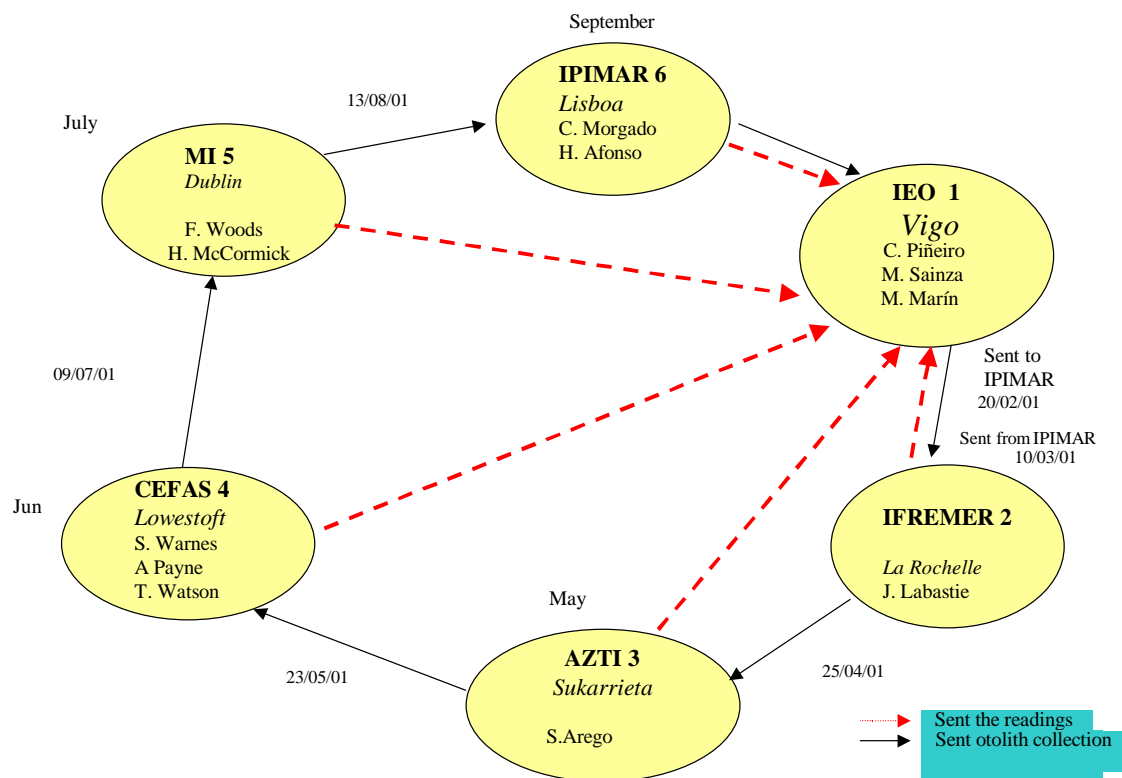 September
IPIMAR 6
Lisboa
C. Morgado
H. Afonso
13/08/01
July
MI 5
Dublin
F. Woods
H. McCormick
IEO 1
Vigo
C. Piñeiro
M. Sainza
M. Marín
09/07/01
Sent to
IPIMAR
20/02/01
Sent from IPIMAR
10/03/01
Jun
CEFAS 4
Lowestoft
S. Warnes
A Payne
T. Watson
IFREMER 2
La Rochelle
J. Labastie
May
AZTI 3
Sukarrieta
S.Arego
23/05/01
25/04/01
Sent the readings
Sent otolith collection